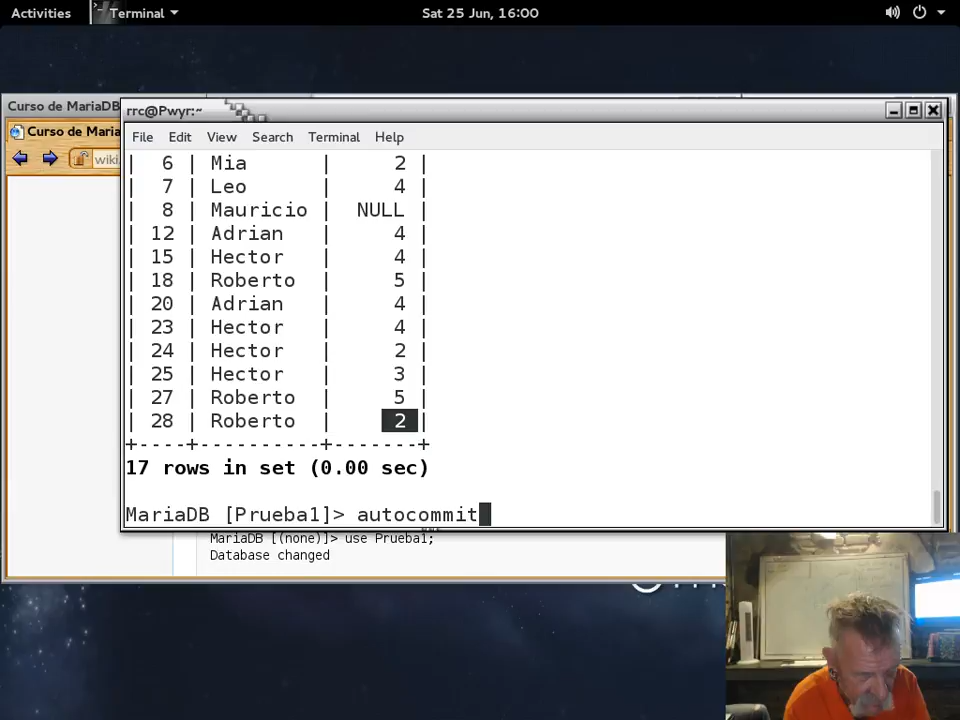 Activities Terminal Sat 25 Jun, 16:00
Curso de MariaDB
rrc@Pwyr:~
Curso de Maria
File Edit View Search Terminal Help
wiki
| 6 | Mia | 2 |
| 7 | Leo | 4 |
| 8 | Mauricio | NULL |
| 12 | Adrian | 4 |
| 15 | Hector | 4 |
| 18 | Roberto | 5 |
| 20 | Adrian | 4 |
| 23 | Hector | 4 |
| 24 | Hector | 2 |
| 25 | Hector | 3 |
| 27 | Roberto | 5 |
| 28 | Roberto | 2 |
+----+----------+-------+
17 rows in set (0.00 sec)
MariaDB [Prueba1]> autocommit
MariaDB [(none)]> use Prueba1;
Database changed